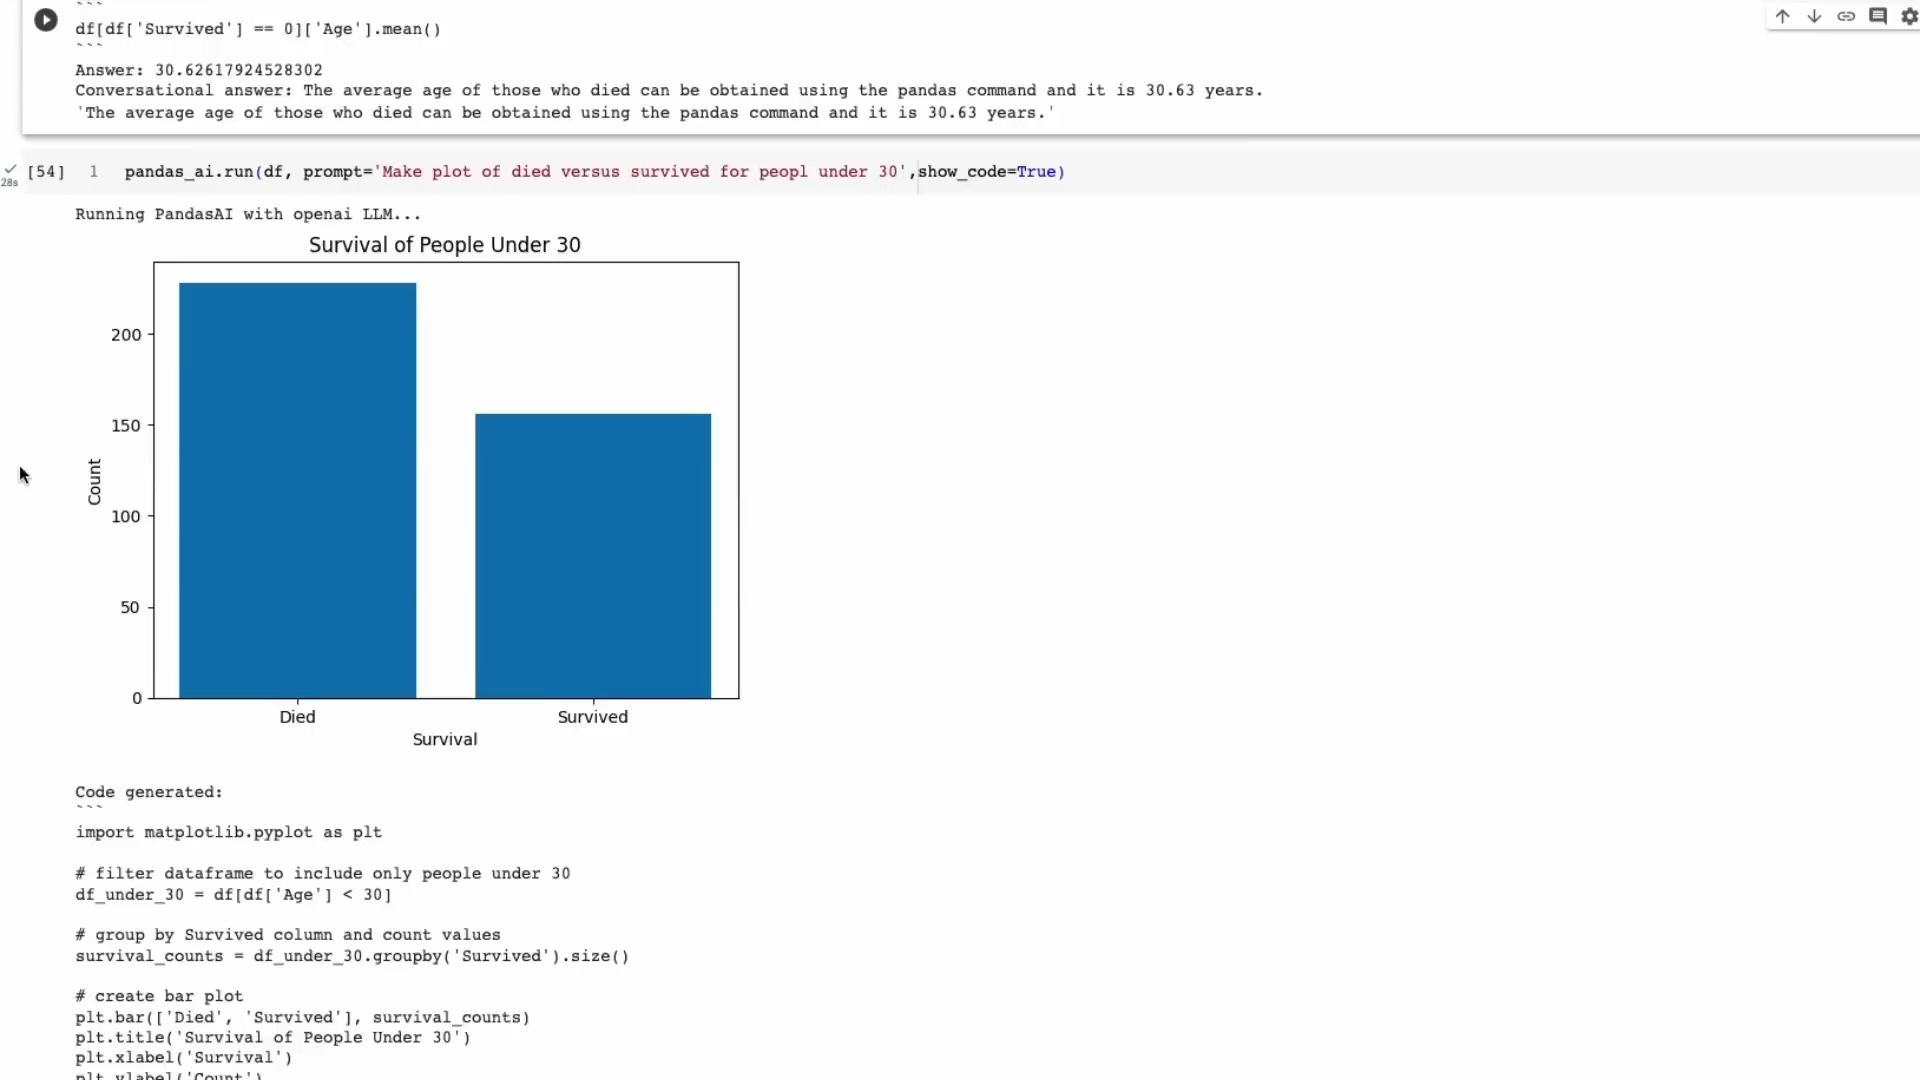 ```
df[df['Survived'] == 0]['Age'].mean()
```
Answer: 30.62617924528302
Conversational answer: The average age of those who died can be obtained using the pandas command and it is 30.63 years.
'The average age of those who died can be obtained using the pandas command and it is 30.63 years.'
[54] 1 pandas_ai.run(df, prompt='Make plot of died versus survived for peopl under 30',show_code=True)
28s
Running PandasAI with openai LLM...
Survival of People Under 30
200
150
100
50
0
Count
Died Survived
Survival
Code generated:
```
import matplotlib.pyplot as plt
# filter dataframe to include only people under 30
df_under_30 = df[df['Age'] < 30]
# group by Survived column and count values
survival_counts = df_under_30.groupby('Survived').size()
# create bar plot
plt.bar(['Died', 'Survived'], survival_counts)
plt.title('Survival of People Under 30')
plt.xlabel('Survival')
plt.ylabel('Count')